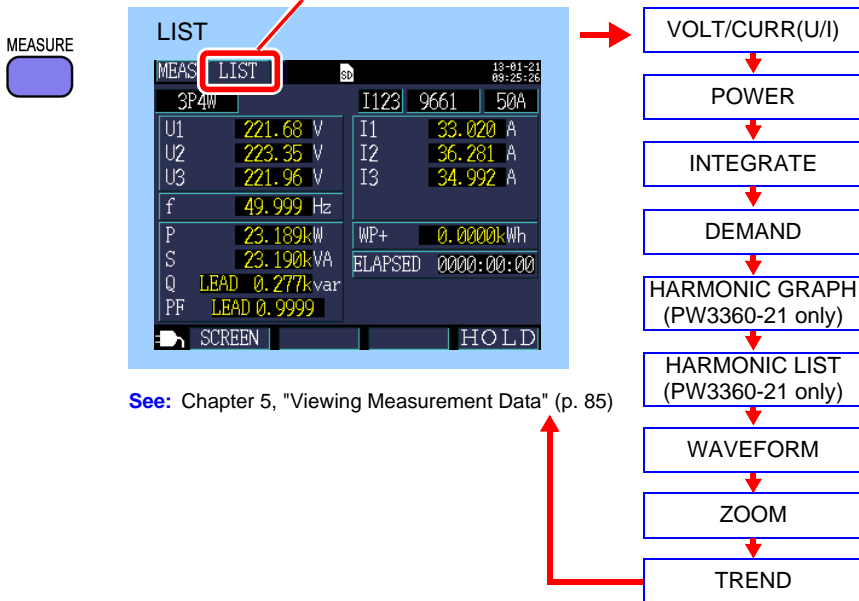 MEASURE
LIST
MEAS LIST SD 13-01-21
09:25:26
3P4W I123 9661 50A
U1 221.68 V I1 33.020 A
U2 223.35 V I2 36.281 A
U3 221.96 V I3 34.992 A
f 49.999 Hz
P 23.189kW WP+ 0.0000kWh
S 23.190kVA ELAPSED 0000:00:00
Q LEAD 0.277kvar
PF LEAD 0.9999
SCREEN HOLD
See: Chapter 5, "Viewing Measurement Data" (p. 85)
VOLT/CURR(U/I)
POWER
INTEGRATE
DEMAND
HARMONIC GRAPH
(PW3360-21 only)
HARMONIC LIST
(PW3360-21 only)
WAVEFORM
ZOOM
TREND